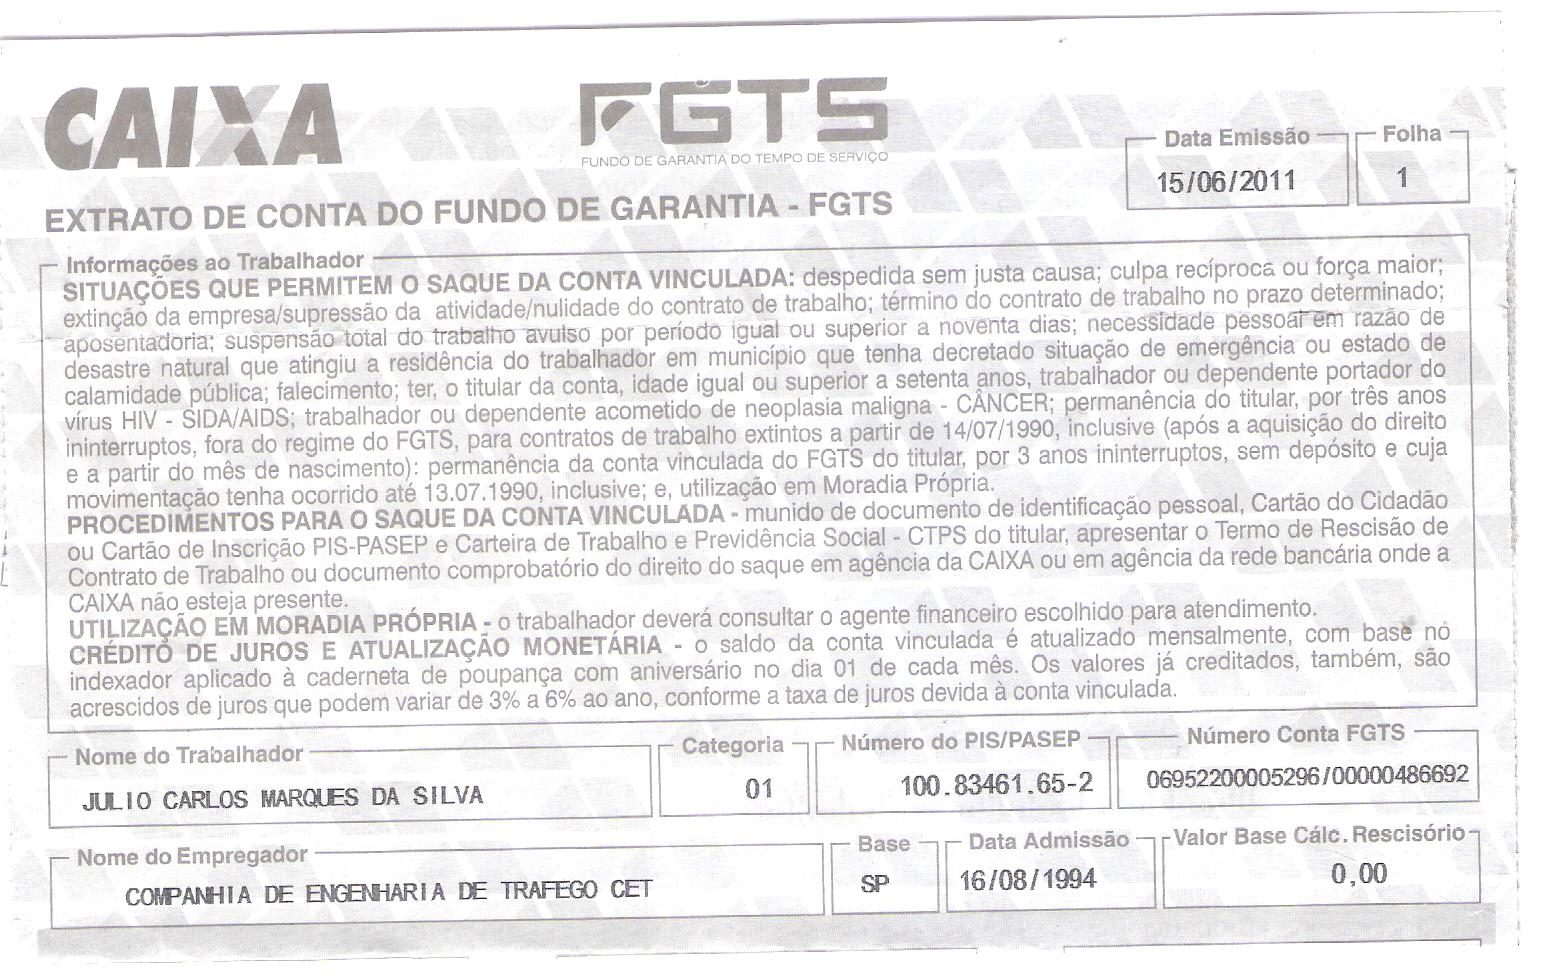 CAIXA
FGTS
FUNDO DE GARANTIA DO TEMPO DE SERVIÇO
Data Emissão
15/06/2011
Folha
1
EXTRATO DE CONTA DO FUNDO DE GARANTIA - FGTS
Informações ao Trabalhador
SITUAÇÕES QUE PERMITEM O SAQUE DA CONTA VINCULADA: despedida sem justa causa; culpa recíproca ou força maior;
extinção da empresa/supressão da atividade/nulidade do contrato de trabalho; término do contrato de trabalho no prazo determinado;
aposentadoria; suspensão total do trabalho avulso por período igual ou superior a noventa dias; necessidade pessoal em razão de
desastre natural que atingiu a residência do trabalhador em município que tenha decretado situação de emergência ou estado de
calamidade pública; falecimento; ter, o titular da conta, idade igual ou superior a setenta anos, trabalhador ou dependente portador do
vírus HIV - SIDA/AIDS; trabalhador ou dependente acometido de neoplasia maligna - CÂNCER; permanência do titular, por três anos
ininterruptos, fora do regime do FGTS, para contratos de trabalho extintos a partir de 14/07/1990, inclusive (após a aquisição do direito
e a partir do mês de nascimento): permanência da conta vinculada do FGTS do titular, por 3 anos ininterruptos, sem depósito e cuja
movimentação tenha ocorrido até 13.07.1990, inclusive; e, utilização em Moradia Própria.
PROCEDIMENTOS PARA O SAQUE DA CONTA VINCULADA - munido de documento de identificação pessoal, Cartão do Cidadão
ou Cartão de Inscrição PIS-PASEP e Carteira de Trabalho e Previdência Social - CTPS do titular, apresentar o Termo de Rescisão de
Contrato de Trabalho ou documento comprobatório do direito do saque em agência da CAIXA ou em agência da rede bancária onde a
CAIXA não esteja presente.
UTILIZAÇÃO EM MORADIA PRÓPRIA - o trabalhador deverá consultar o agente financeiro escolhido para atendimento.
CRÉDITO DE JUROS E ATUALIZAÇÃO MONETÁRIA - o saldo da conta vinculada é atualizado mensalmente, com base no
indexador aplicado à caderneta de poupança com aniversário no dia 01 de cada mês. Os valores já creditados, também, são
acrescidos de juros que podem variar de 3% a 6% ao ano, conforme a taxa de juros devida à conta vinculada.
Nome do Trabalhador
JULIO CARLOS MARQUES DA SILVA
Categoria
01
Número do PIS/PASEP
100.83461.65-2
Número Conta FGTS
06952200005296/00000486692
Nome do Empregador
COMPANHIA DE ENGENHARIA DE TRAFEGO CET
Base
SP
Data Admissão
16/08/1994
Valor Base Cálc. Rescisório
0,00